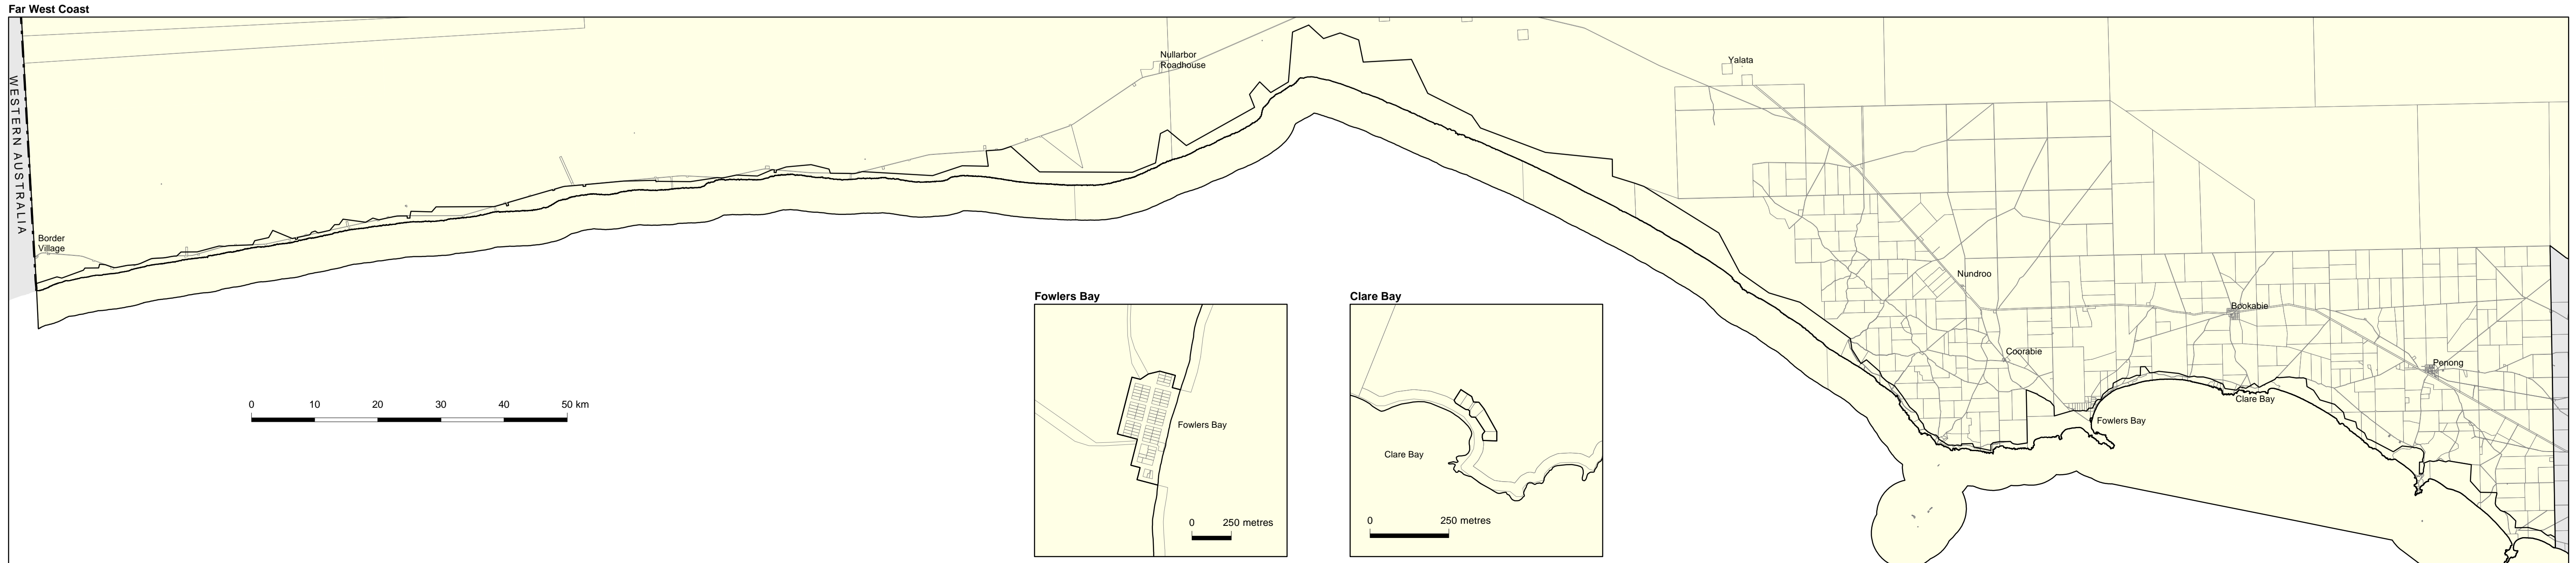 Far West Coast
WESTERN AUSTRALIA
Nullarbor
Roadhouse
Yalata
Border
Village
Nundroo
Bookabie
Coorabie
Penong
Clare Bay
Fowlers Bay
0 10 20 30 40 50 km
Fowlers Bay
Fowlers Bay
0 250 metres
Clare Bay
Clare Bay
0 250 metres